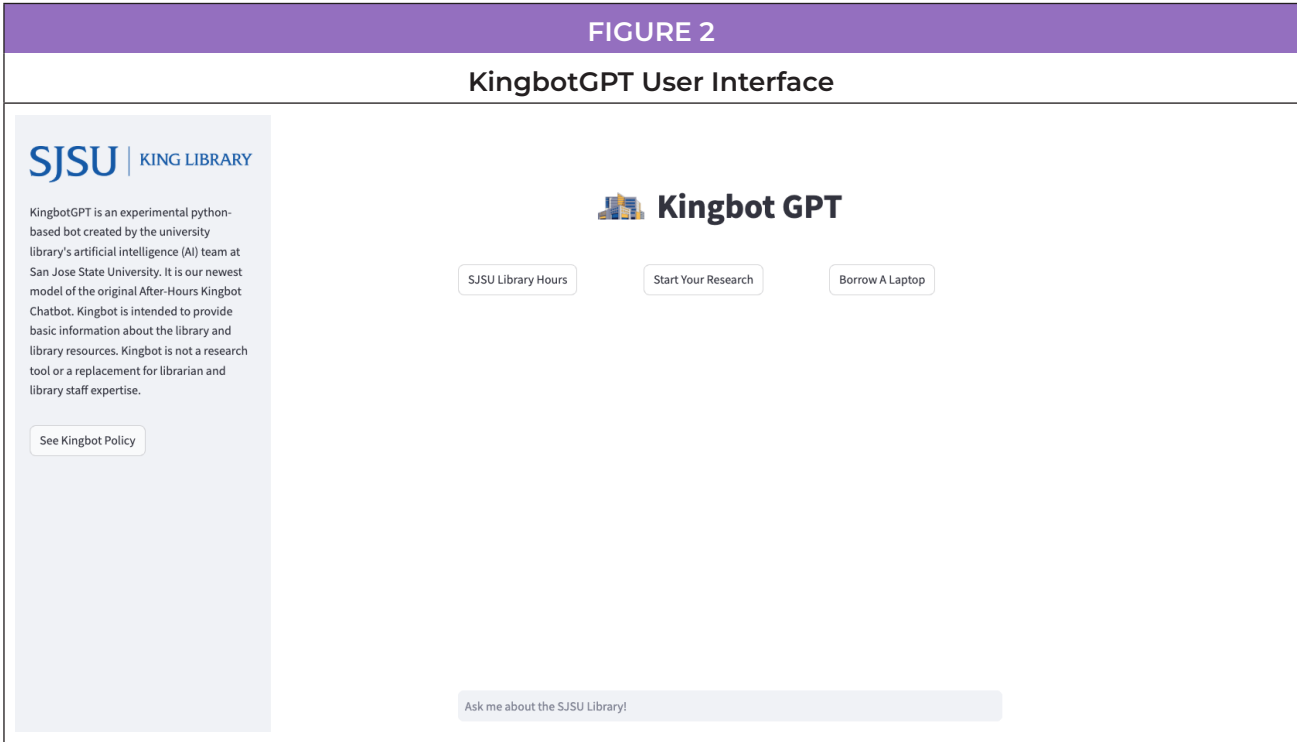 FIGURE 2
KingbotGPT User Interface
SJSU | KING LIBRARY
KingbotGPT is an experimental python-
based bot created by the university
library's artificial intelligence (AI) team at
San Jose State University. It is our newest
model of the original After-Hours Kingbot
Chatbot. Kingbot is intended to provide
basic information about the library and
library resources. Kingbot is not a research
tool or a replacement for librarian and
library staff expertise.
See Kingbot Policy
Kingbot GPT
SJSU Library Hours
Start Your Research
Borrow A Laptop
Ask me about the SJSU Library!